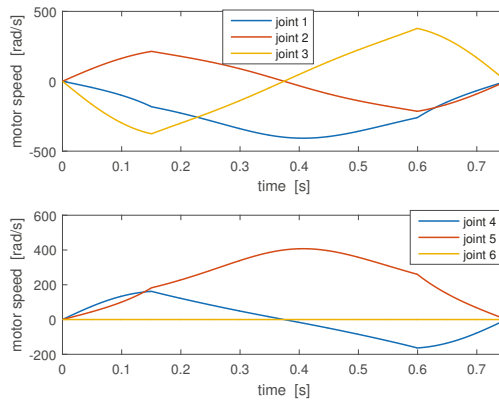 500
0
-500
motor speed [rad/s]
joint 1
joint 2
joint 3
0 0.1 0.2 0.3 0.4 0.5 0.6 0.7
time [s]
600
400
200
0
-200
motor speed [rad/s]
joint 4
joint 5
joint 6
0 0.1 0.2 0.3 0.4 0.5 0.6 0.7
time [s]